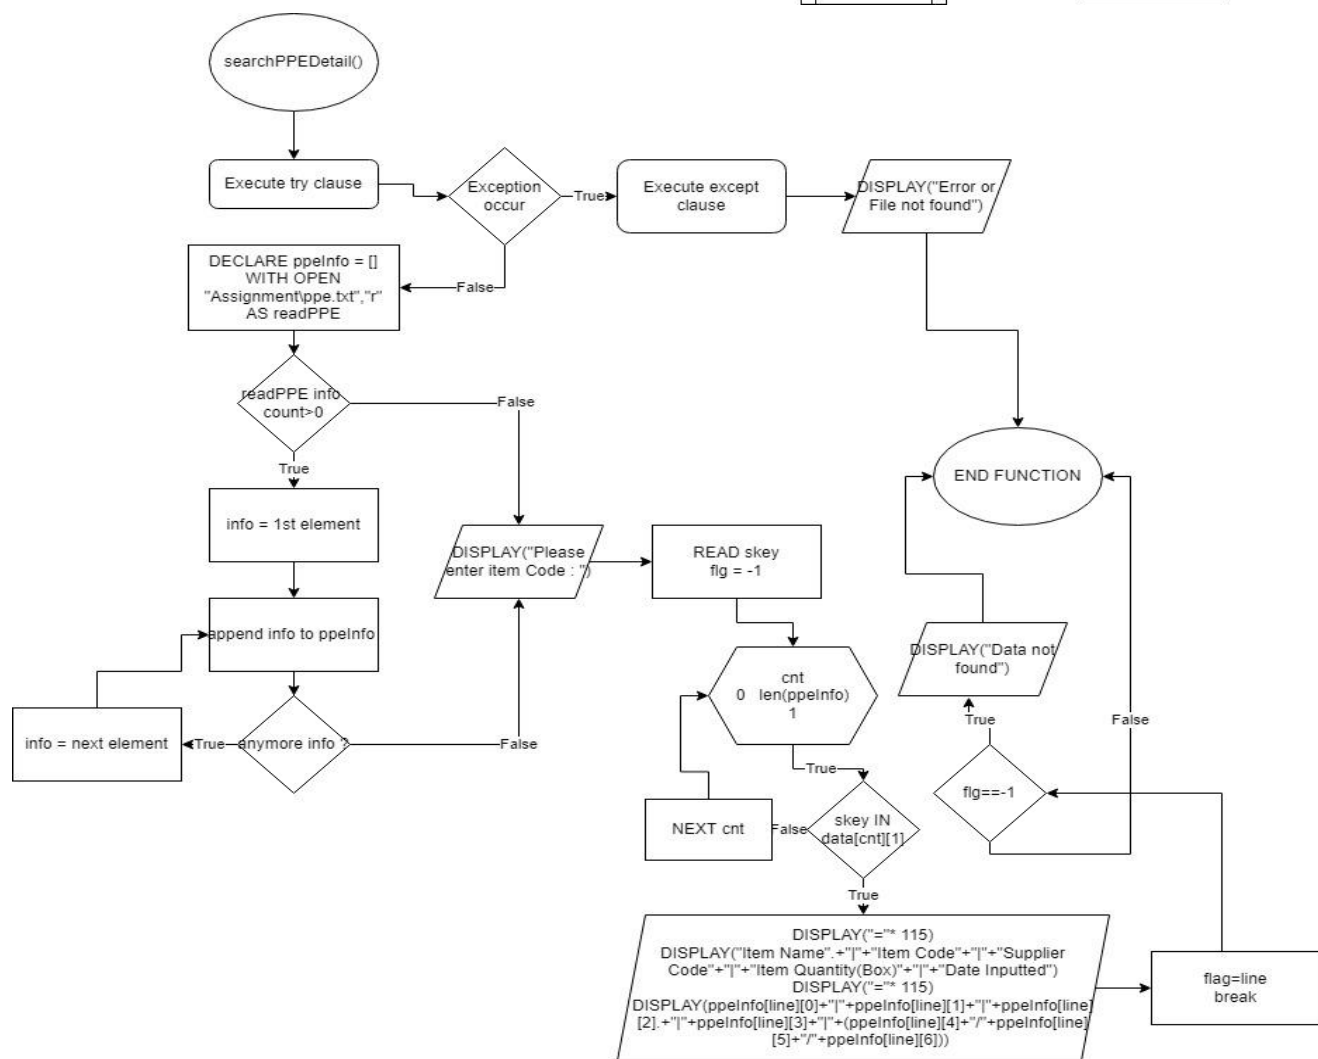 searchPPEDetail()
Execute try clause
Exception
occur
True
Execute except
clause
DISPLAY("Error or
File not found")
False
DECLARE ppeInfo = []
WITH OPEN
"Assignment\ppe.txt","r"
AS readPPE
readPPE info
count>0
False
True
info = 1st element
append info to ppeInfo
anymore info ?
True
info = next element
False
DISPLAY("Please
enter item Code : ")
READ skey
flg = -1
cnt
0 len(ppeInfo)
1
True
skey IN
data[cnt][1]
False
NEXT cnt
True
DISPLAY("="* 115)
DISPLAY("Item Name".+"|"+"Item Code"+"|"+"Supplier
Code"+"|"+"Item Quantity(Box)"+"|"+"Date Inputted")
DISPLAY("="* 115)
DISPLAY(ppeInfo[line][0]+"|"+ppeInfo[line][1]+"|"+ppeInfo[line]
[2].+"|"+ppeInfo[line][3]+"|"+(ppeInfo[line][4]+"/"+ppeInfo[line]
[5]+"/"+ppeInfo[line][6]))
flag=line
break
flg==-1
True
DISPLAY("Data not
found")
False
END FUNCTION